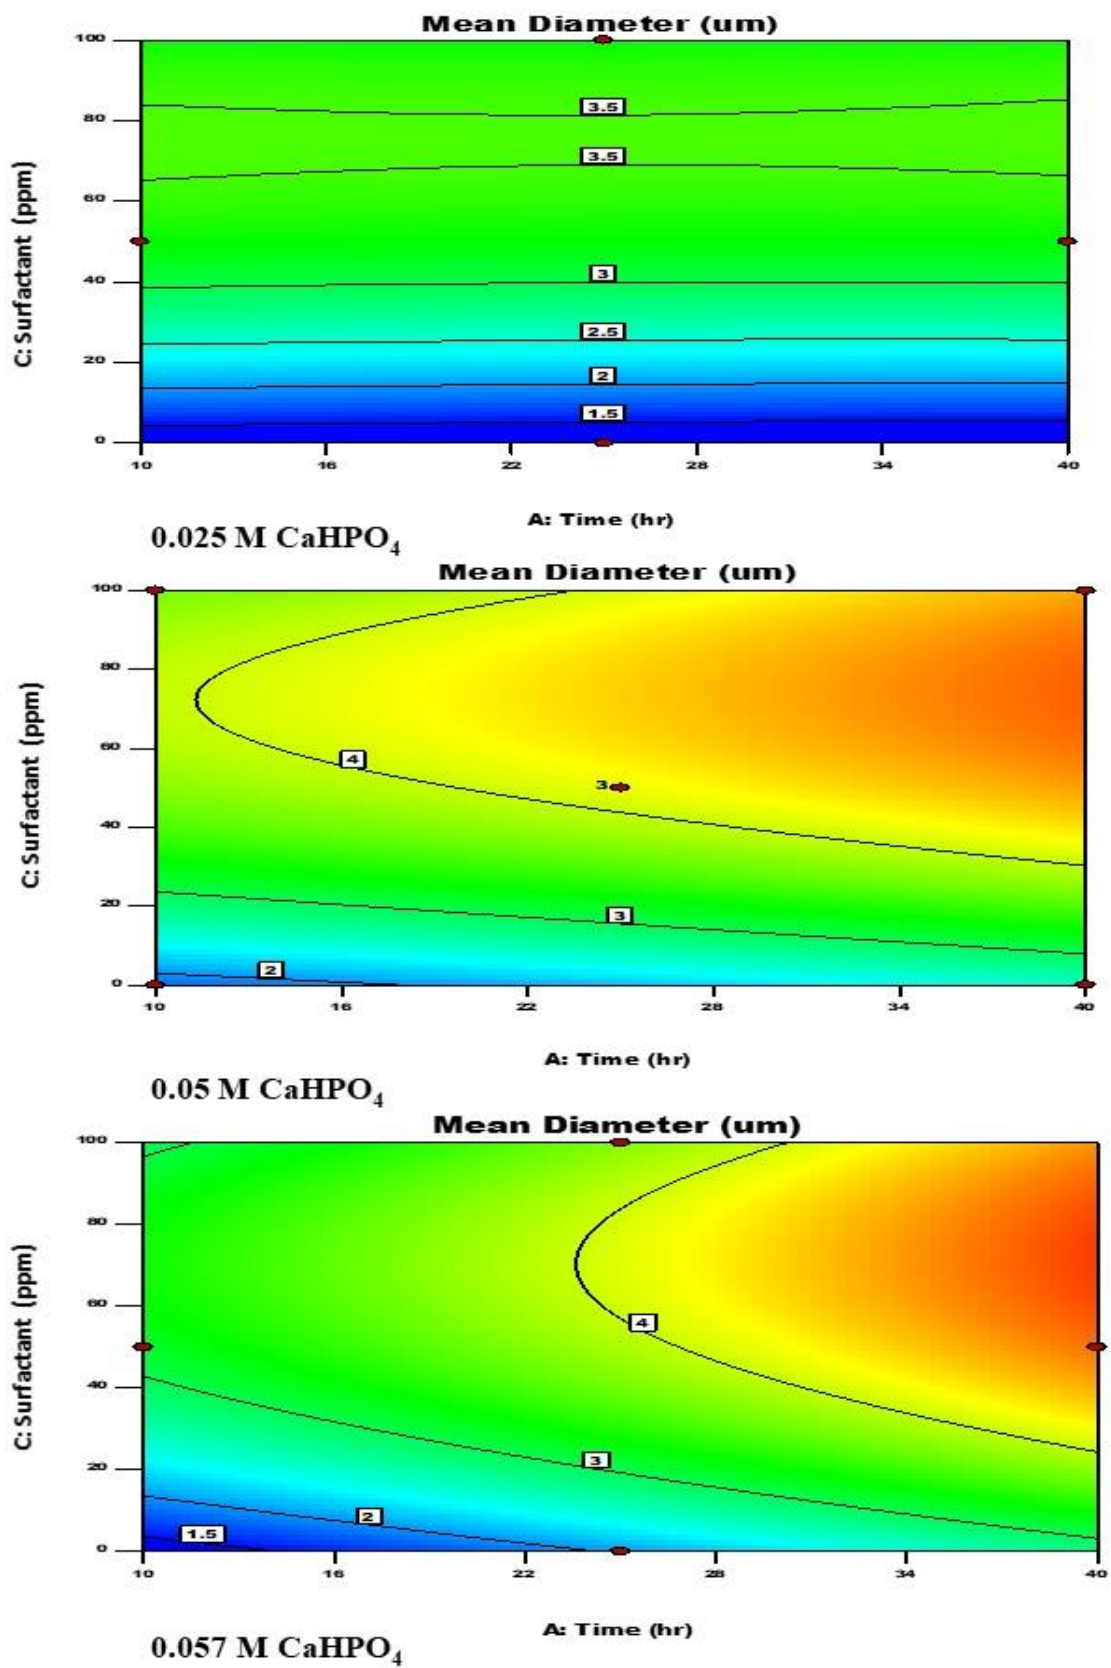 Mean Diameter (um)
100
80
60
40
20
0
C: Surfactant (ppm)
3.5
3.5
3
2.5
2
1.5
10 16 22 28 34 40
A: Time (hr)
0.025 M CaHPO₄
Mean Diameter (um)
100
80
60
40
20
0
C: Surfactant (ppm)
4
3
3
2
10 16 22 28 34 40
A: Time (hr)
0.05 M CaHPO₄
Mean Diameter (um)
100
80
60
40
20
0
C: Surfactant (ppm)
4
3
2
1.5
10 16 22 28 34 40
A: Time (hr)
0.057 M CaHPO₄